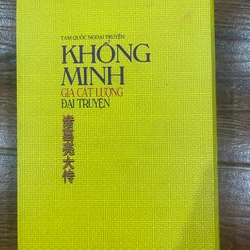 TAM QUỐC NGOẠI TRUYỆN
KHỔNG
MINH
GIA CÁT LƯỢNG
ĐẠI TRUYỆN
诸葛亮大传